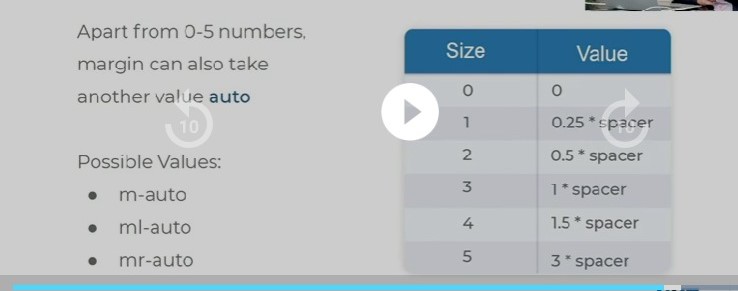 Apart from 0-5 numbers,
margin can also take
another value auto
Possible Values:
● m-auto
● ml-auto
● mr-auto
Size Value
0 0
1 0.25 * spacer
2 0.5 * spacer
3 1 * spacer
4 1.5 * spacer
5 3 * spacer
10
10